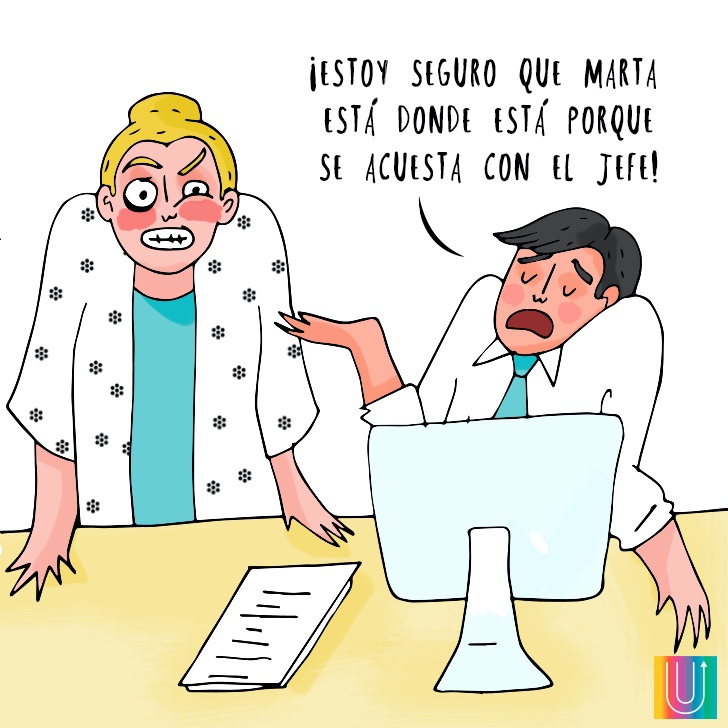 ¡ESTOY SEGURO QUE MARTA
ESTÁ DONDE ESTÁ PORQUE
SE ACUESTA CON EL JEFE!